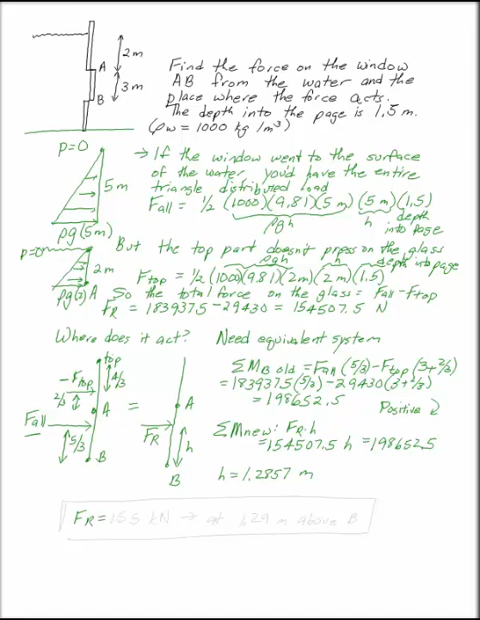 2m
A
3m
B
Find the force on the window
AB from the water and the
place where the force acts.
The depth into the page is 1,5 m.
(ρw = 1000 kg/m³)
p=0
→ If the window went to the surface
of the water, you'd have the entire
triangle distributed load
5m
Fall = 1/2 (1000)(9.81)(5m)(5m)(1,5)
ρgh
h
depth
into page
ρg(5m)
p=0
But the top part doesn't press on the glass
ρgh
h
depth into page
2m
Ftop = 1/2(1000)(9.81)(2m)(2m)(1.5)
ρg(2) A
So the total force on the glass = Fall - Ftop
FR = 183937.5 - 29430 = 154507.5 N
Where does it act?
Need equivalent system
top
4/3
-Ftop
2/3
A
=
A
Fall
5/3
FR
h
B
B
ΣMB old = Fall (5/3) - Ftop (3+2/3)
= 183937.5(5/3) - 29430(3+2/3)
= 198652.5
Positive
ΣMnew: FR·h
= 154507.5 h = 198652.5
h = 1.2857 m
FR = 155 kN → at 1,29 m above B